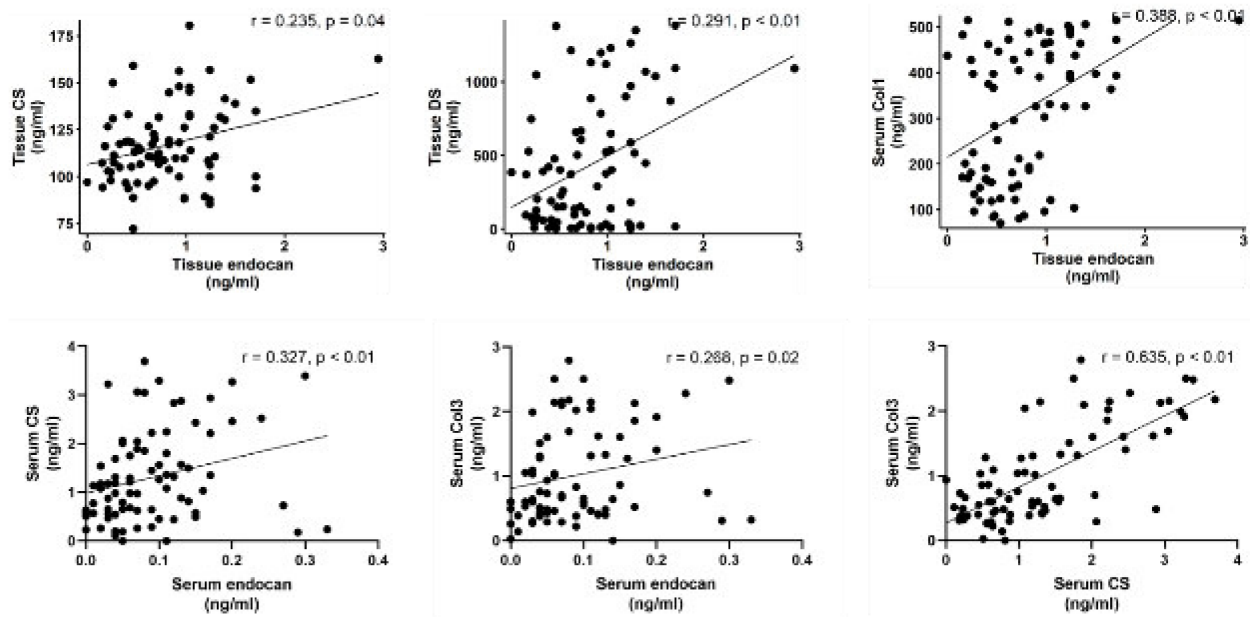 r = 0.235, p = 0.04
175
150
125
100
75
Tissue CS
(ng/ml)
0 1 2 3
Tissue endocan
(ng/ml)
r = 0.291, p < 0.01
1000
500
0
Tissue DS
(ng/ml)
0 1 2 3
Tissue endocan
(ng/ml)
r = 0.388, p < 0.01
500
400
300
200
100
Serum Col1
(ng/ml)
0 1 2 3
Tissue endocan
(ng/ml)
r = 0.327, p < 0.01
4
3
2
1
0
Serum CS
(ng/ml)
0.0 0.1 0.2 0.3 0.4
Serum endocan
(ng/ml)
r = 0.268, p = 0.02
3
2
1
0
Serum Col3
(ng/ml)
0.0 0.1 0.2 0.3 0.4
Serum endocan
(ng/ml)
r = 0.635, p < 0.01
3
2
1
0
Serum Col3
(ng/ml)
0 1 2 3 4
Serum CS
(ng/ml)